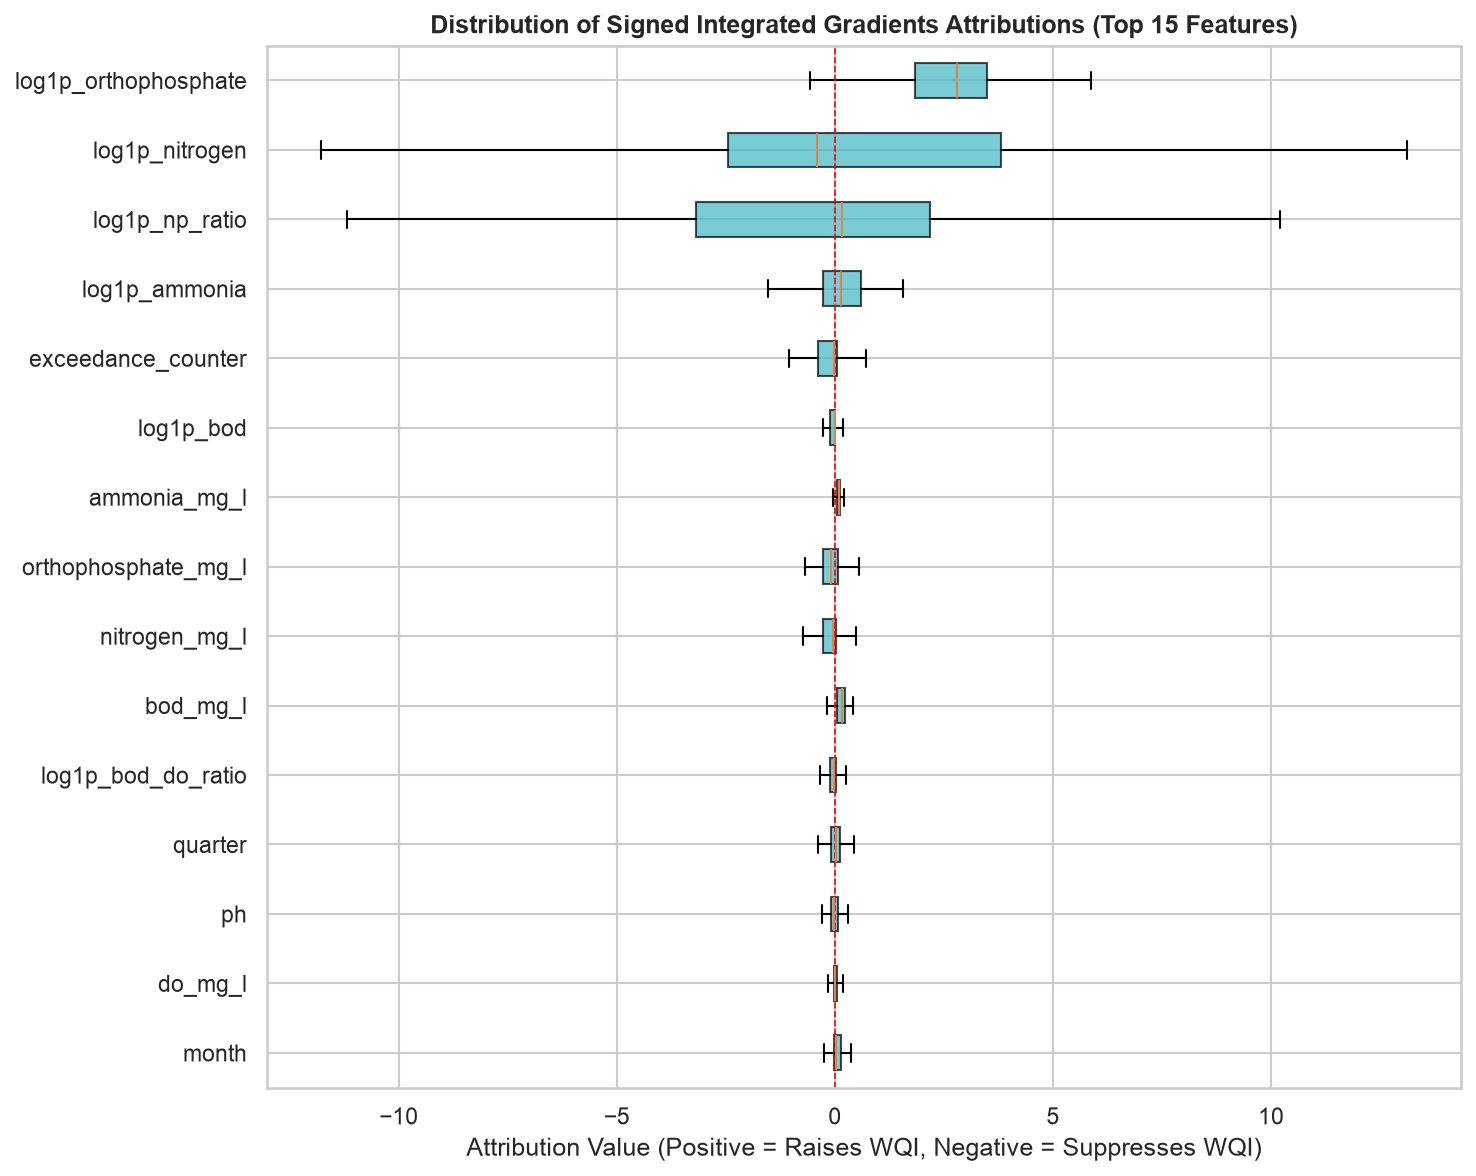 Distribution of Signed Integrated Gradients Attributions (Top 15 Features)
log1p_orthophosphate
log1p_nitrogen
log1p_np_ratio
log1p_ammonia
exceedance_counter
log1p_bod
ammonia_mg_l
orthophosphate_mg_l
nitrogen_mg_l
bod_mg_l
log1p_bod_do_ratio
quarter
ph
do_mg_l
month
−10 −5 0 5 10
Attribution Value (Positive = Raises WQI, Negative = Suppresses WQI)